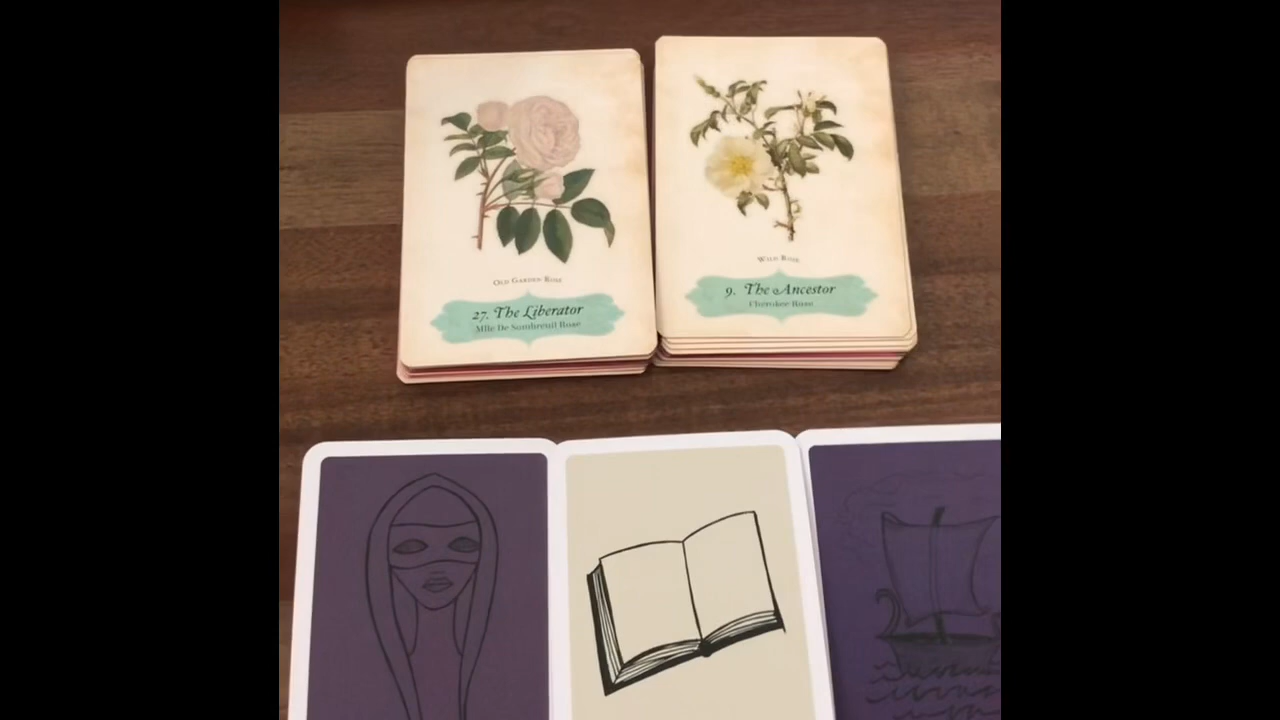 Old Garden Rose
27. The Liberator
Mlle De Sombreuil Rose
Wild Rose
9. The Ancestor
Cherokee Rose